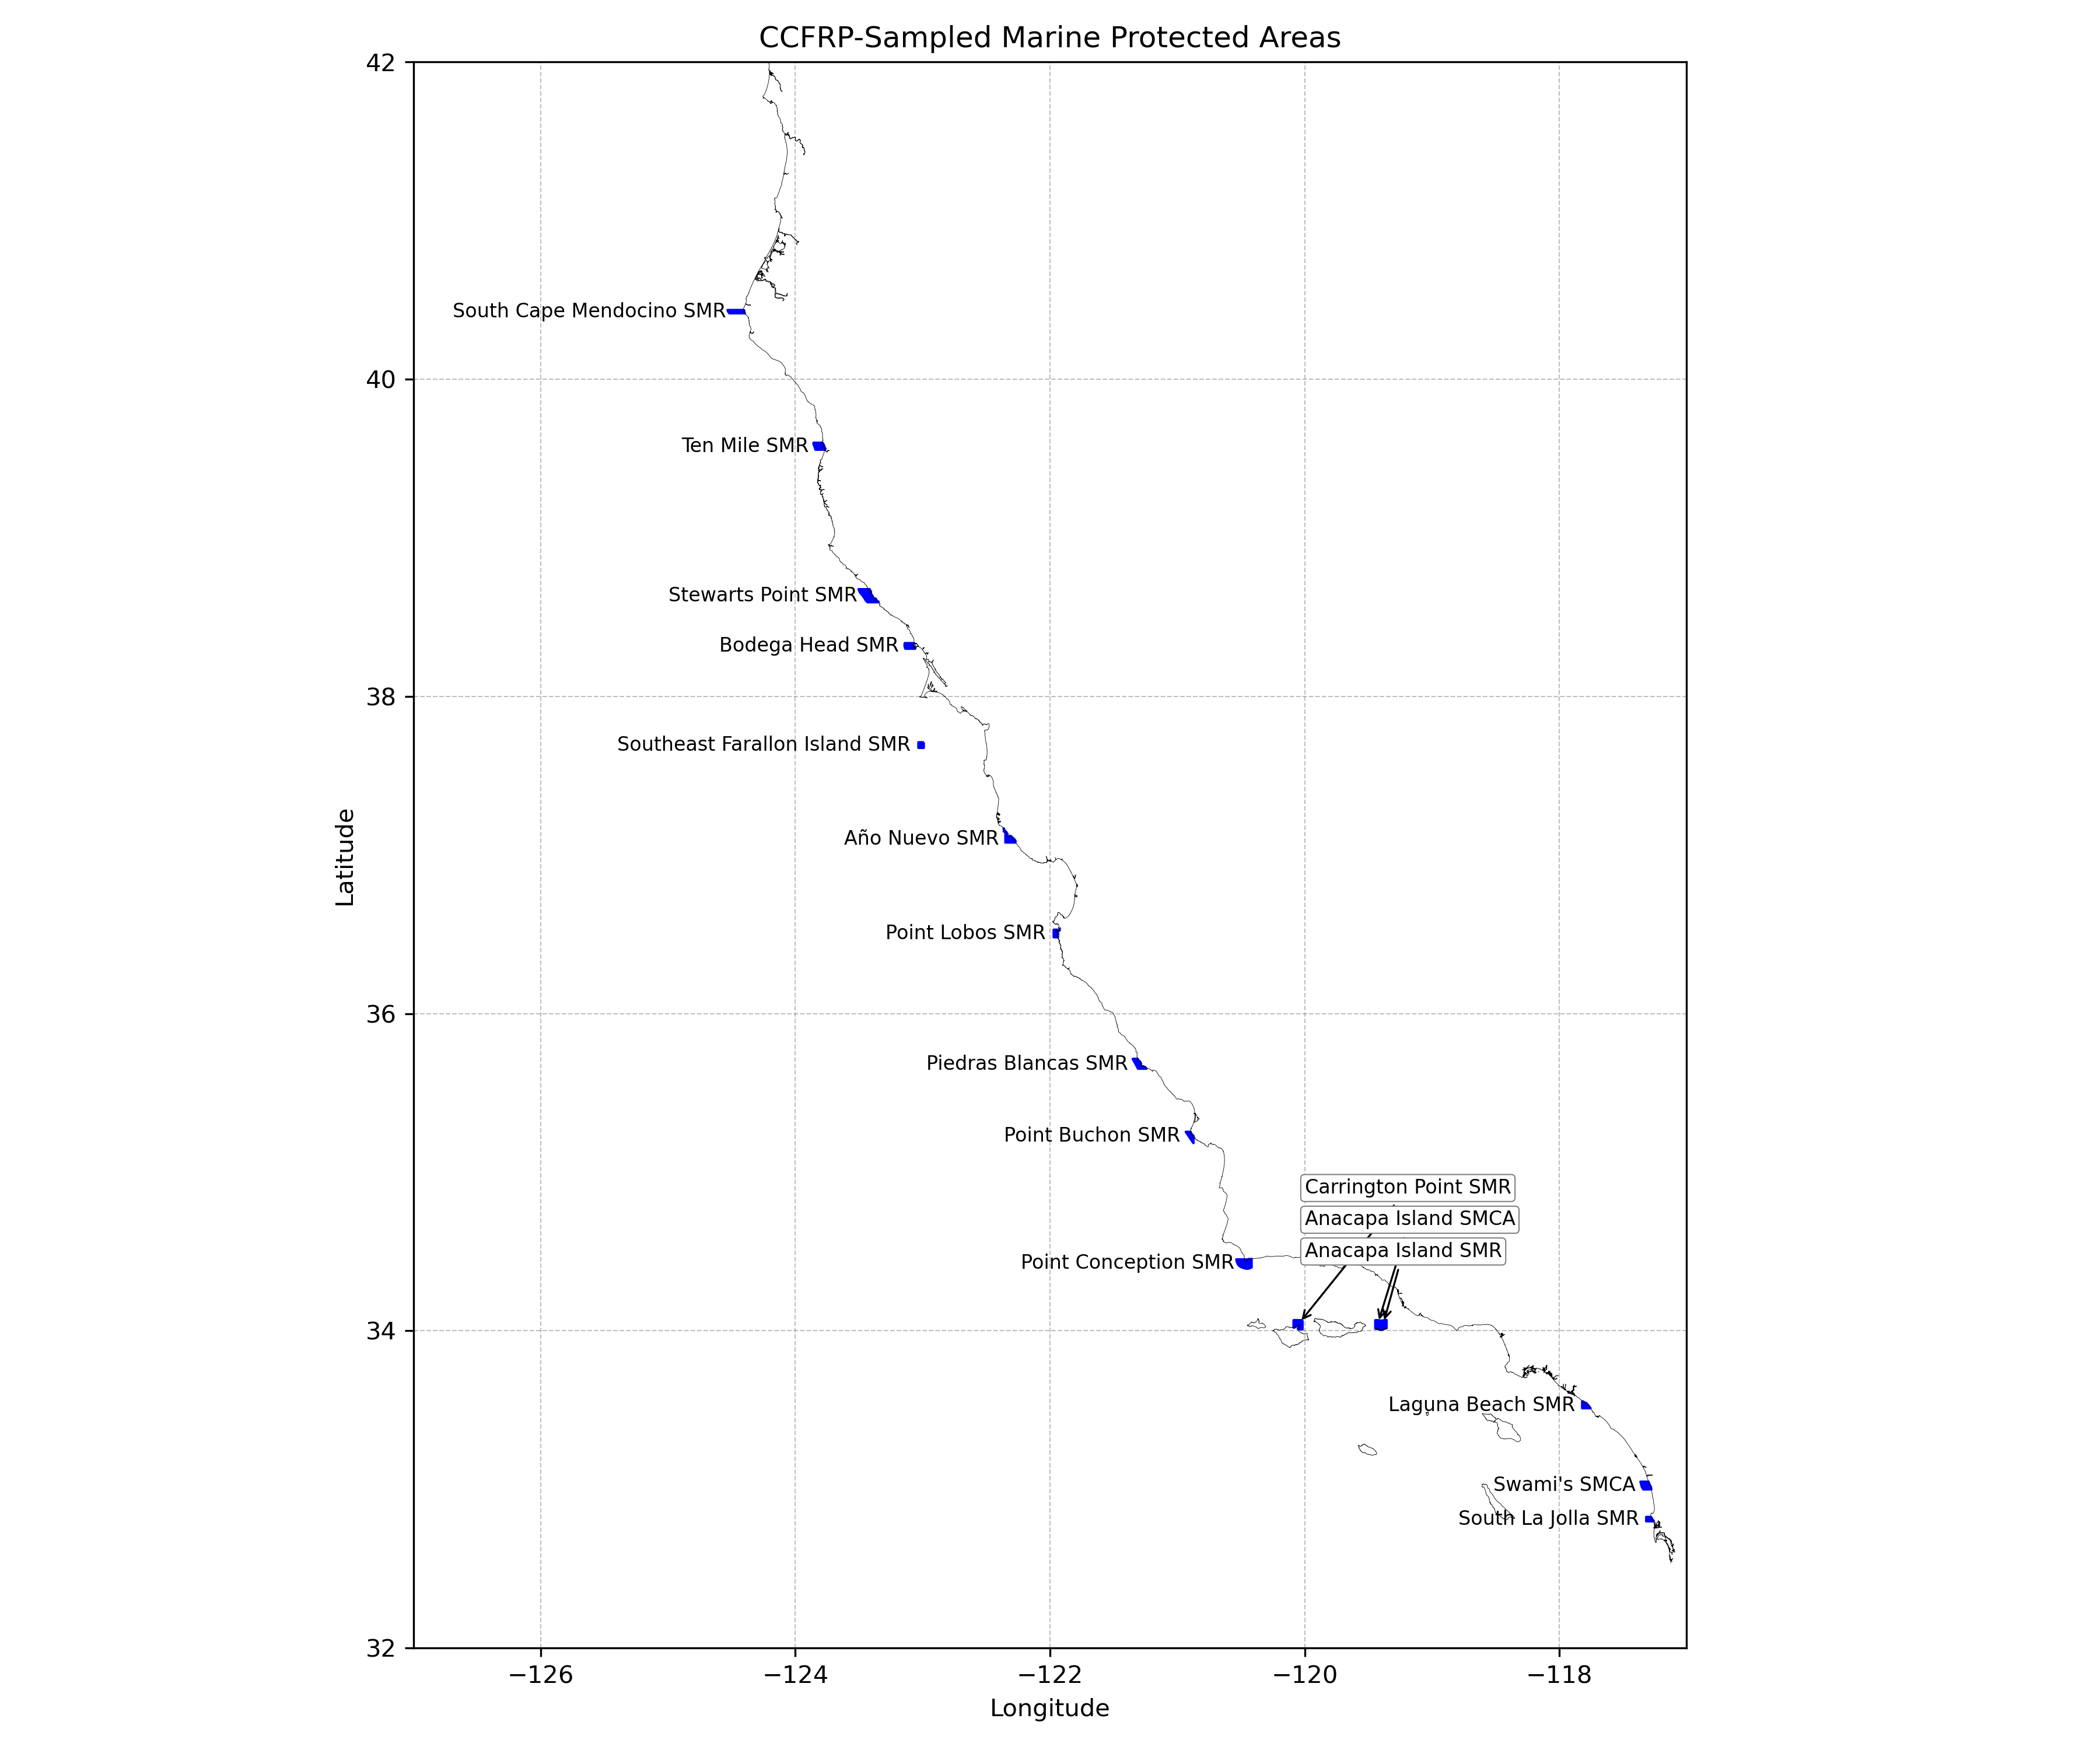 CCFRP-Sampled Marine Protected Areas
42
South Cape Mendocino SMR
40
Ten Mile SMR
Stewarts Point SMR
Bodega Head SMR
38
Southeast Farallon Island SMR
Año Nuevo SMR
Latitude
Point Lobos SMR
36
Piedras Blancas SMR
Point Buchon SMR
Carrington Point SMR
Anacapa Island SMCA
Anacapa Island SMR
Point Conception SMR
34
Laguna Beach SMR
Swami's SMCA
South La Jolla SMR
32
−126 −124 −122 −120 −118
Longitude